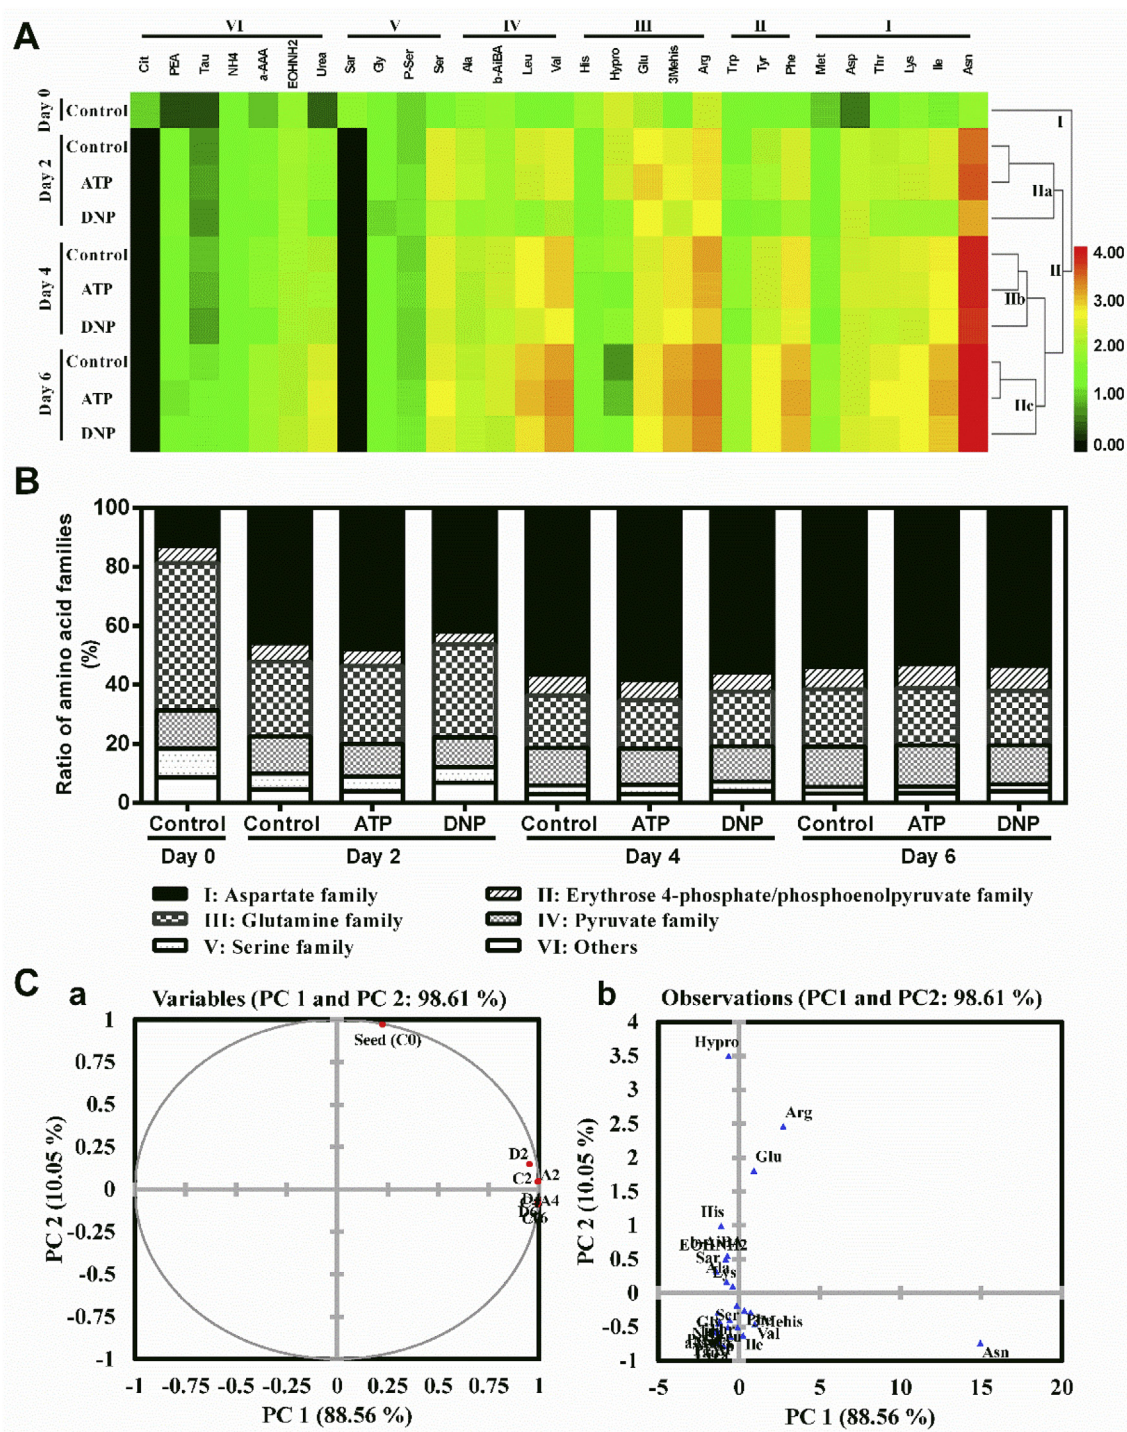 A
VI V IV III II I
Cit PEA Tau NH4 a-AAA EOHNH2 Urea Sar Gy P-Ser Ser Ala b-AiBA Leu Val His Hypro Glu 3Mehis Arg Trp Tyr Phe Met Asp Thr Lys Ile Asn
Day 0
Control
Day 2
Control
ATP
DNP
Day 4
Control
ATP
DNP
Day 6
Control
ATP
DNP
I
IIa
II
IIb
IIc
4.00
3.00
2.00
1.00
0.00
B
Ratio of amino acid families
(%)
100
80
60
40
20
0
Control Control ATP DNP Control ATP DNP Control ATP DNP
Day 0 Day 2 Day 4 Day 6
I: Aspartate family
II: Erythrose 4-phosphate/phosphoenolpyruvate family
III: Glutamine family
IV: Pyruvate family
V: Serine family
VI: Others
C
a
Variables (PC 1 and PC 2: 98.61 %)
PC 2 (10.05 %)
1
0.75
0.5
0.25
0
-0.25
-0.5
-0.75
-1
Seed (C0)
D2
C2 A2
A4
-1 -0.75 -0.5 -0.25 0 0.25 0.5 0.75 1
PC 1 (88.56 %)
b
Observations (PC1 and PC2: 98.61 %)
PC 2 (10.05 %)
4
3.5
3
2.5
2
1.5
1
0.5
0
-0.5
-1
Hypro
Arg
Glu
His
EOHNH2
Sar
Ala
Lys
Ser
3Mehis
Val
Ile
Asn
-5 0 5 10 15 20
PC 1 (88.56 %)